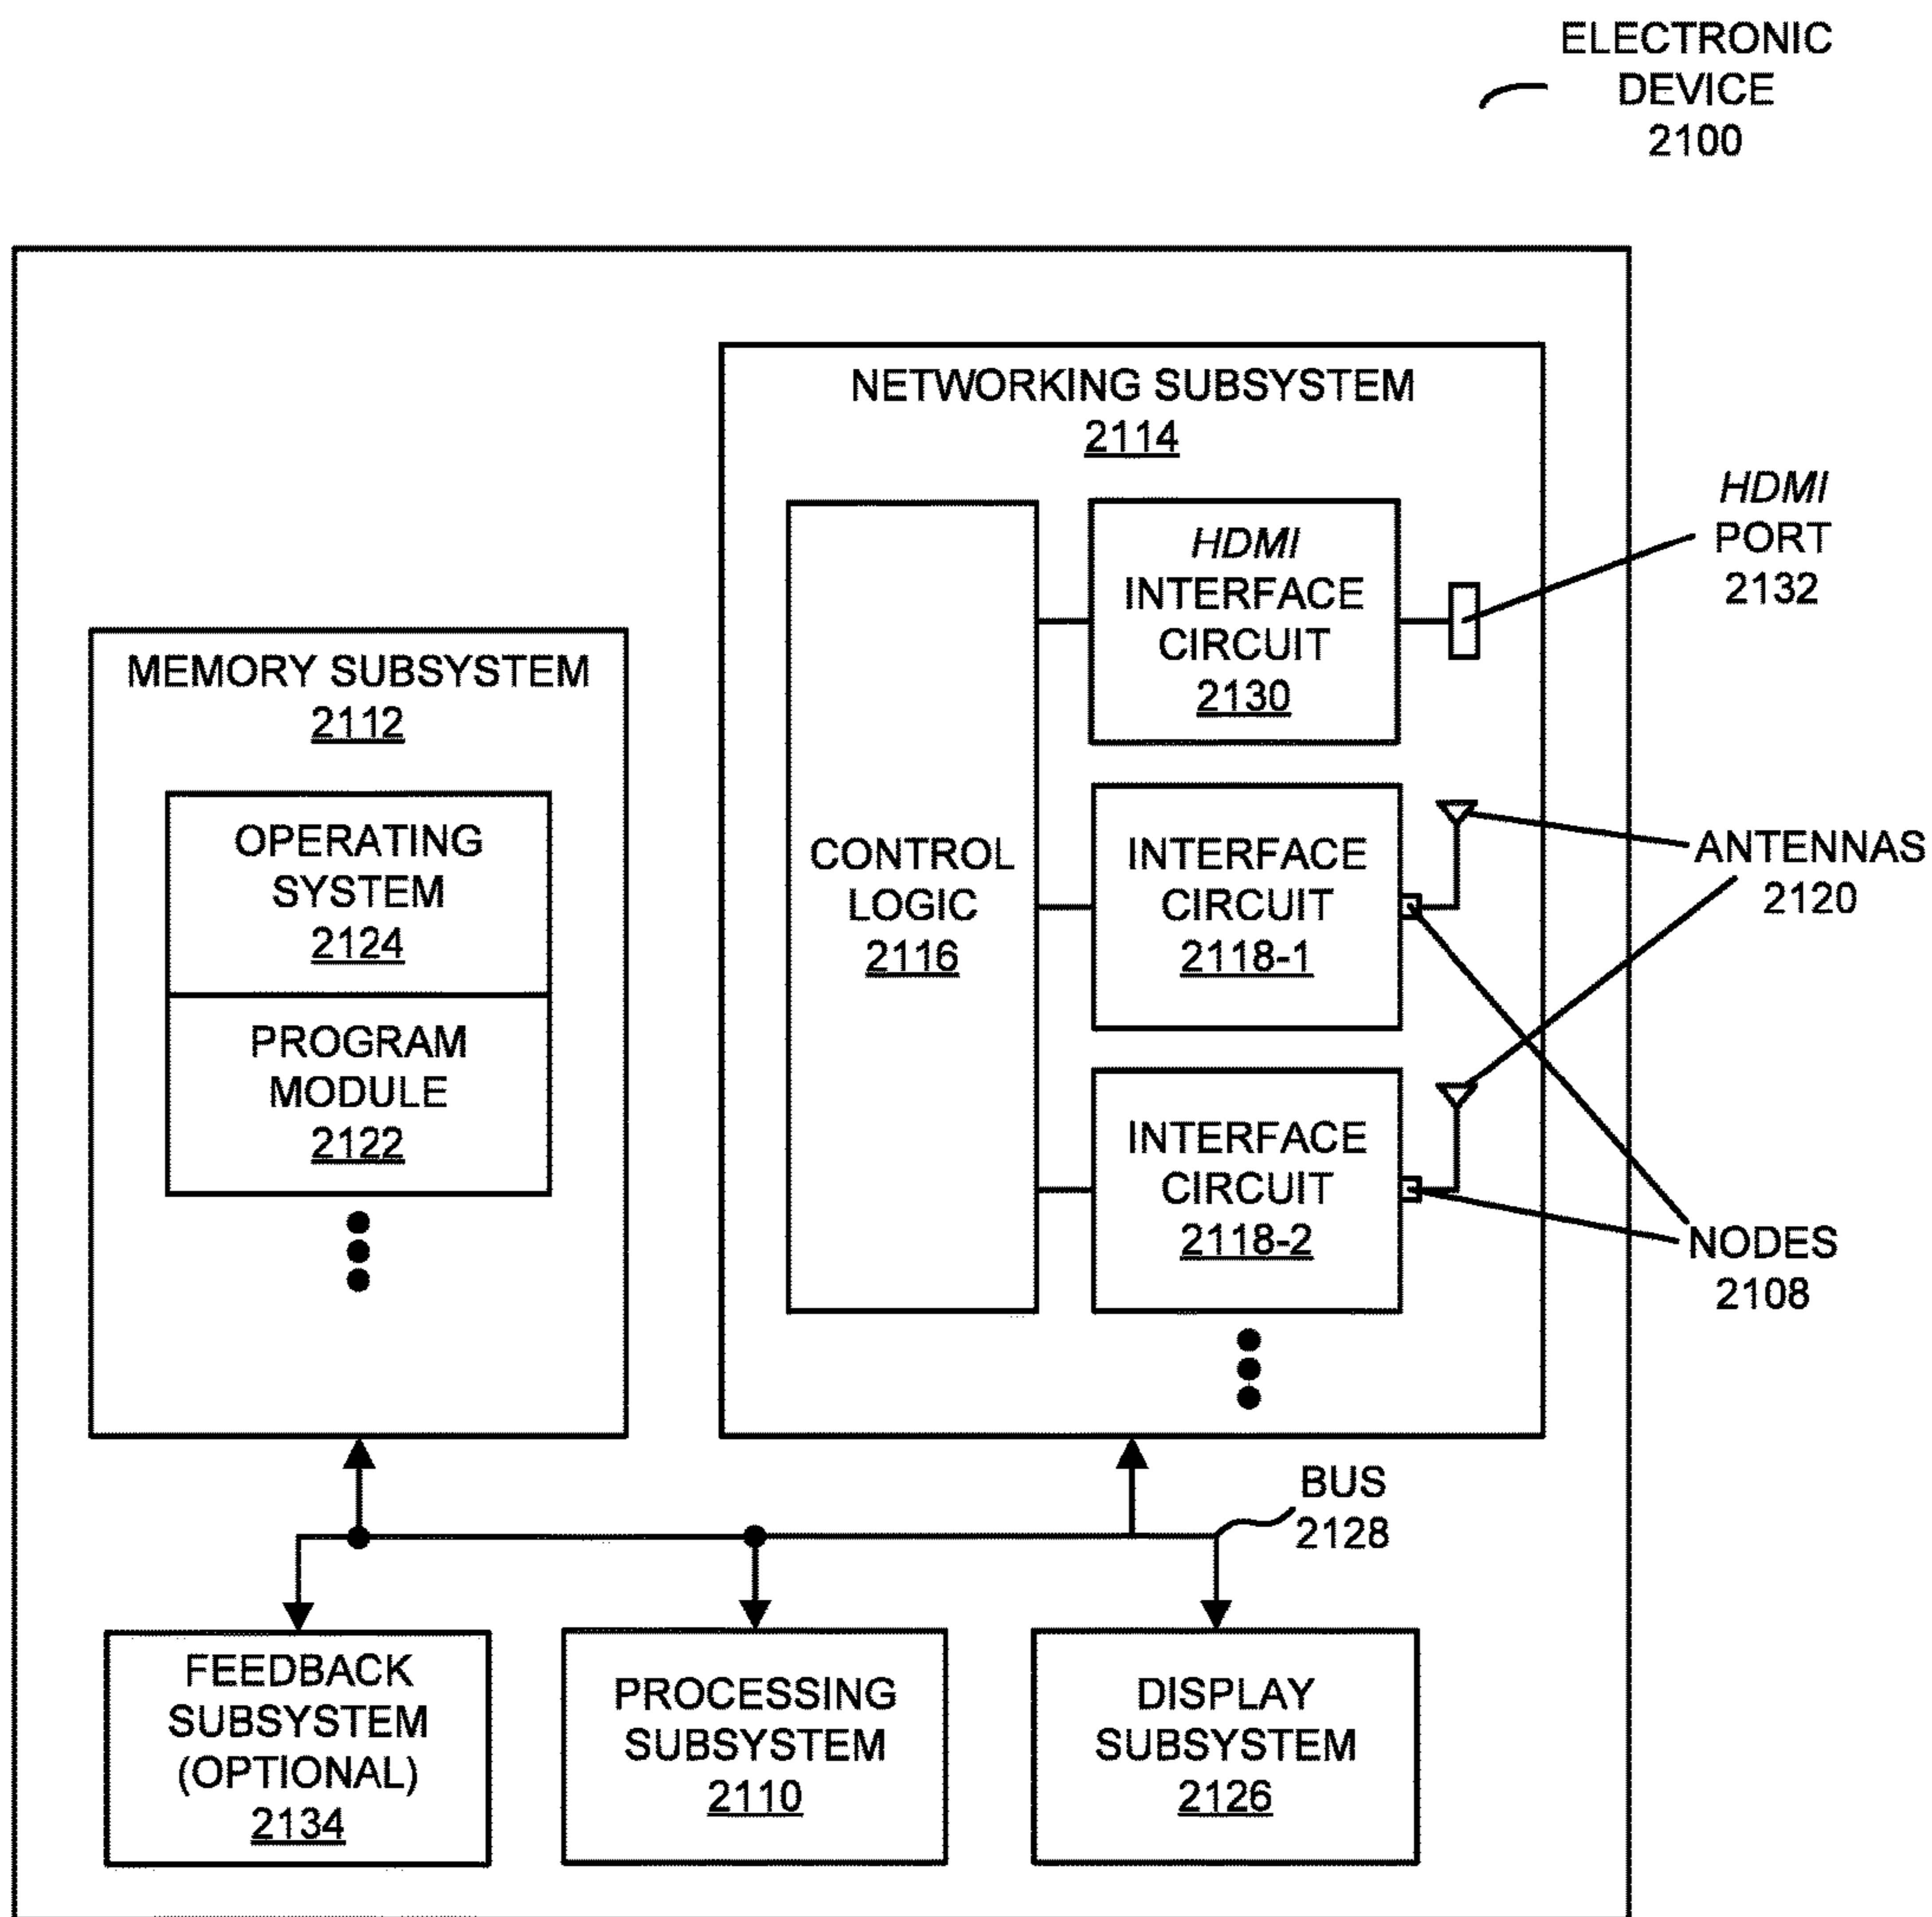 ELECTRONIC
DEVICE
2100
NETWORKING SUBSYSTEM
2114
HDMI
INTERFACE
CIRCUIT
2130
HDMI
PORT
2132
MEMORY SUBSYSTEM
2112
OPERATING
SYSTEM
2124
PROGRAM
MODULE
2122
CONTROL
LOGIC
2116
INTERFACE
CIRCUIT
2118-1
ANTENNAS
2120
INTERFACE
CIRCUIT
2118-2
NODES
2108
BUS
2128
FEEDBACK
SUBSYSTEM
(OPTIONAL)
2134
PROCESSING
SUBSYSTEM
2110
DISPLAY
SUBSYSTEM
2126